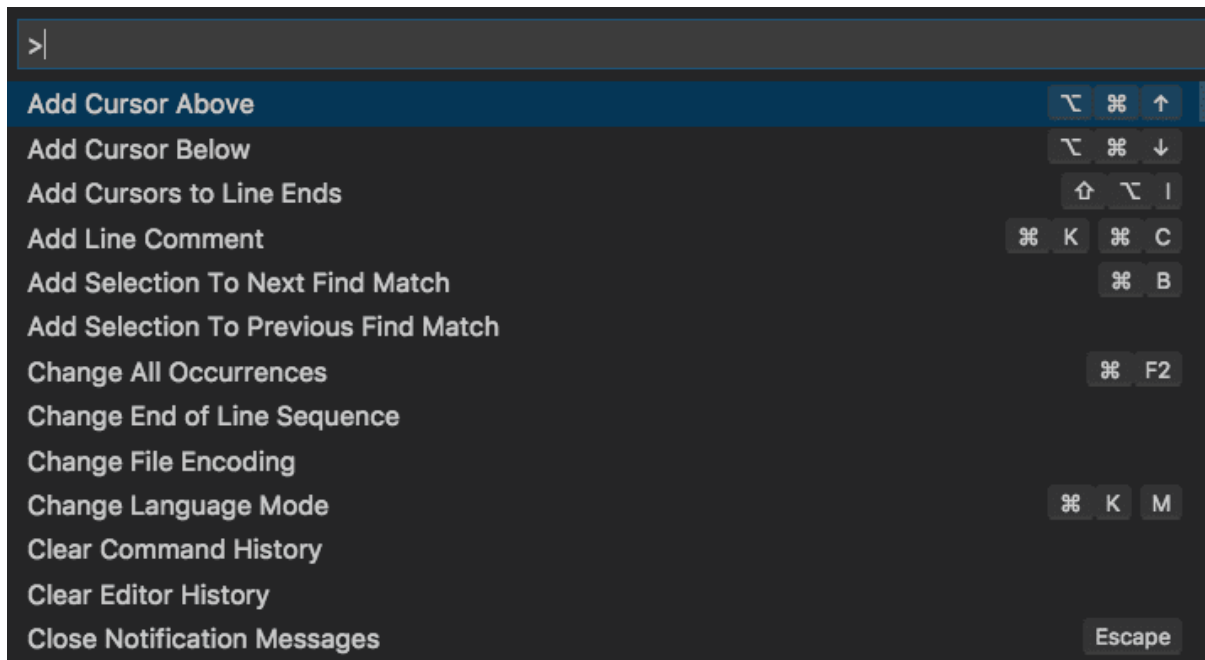 >
Add Cursor Above ⌥ ⌘ ↑
Add Cursor Below ⌥ ⌘ ↓
Add Cursors to Line Ends ⇧ ⌥ I
Add Line Comment ⌘ K ⌘ C
Add Selection To Next Find Match ⌘ B
Add Selection To Previous Find Match
Change All Occurrences ⌘ F2
Change End of Line Sequence
Change File Encoding
Change Language Mode ⌘ K M
Clear Command History
Clear Editor History
Close Notification Messages Escape